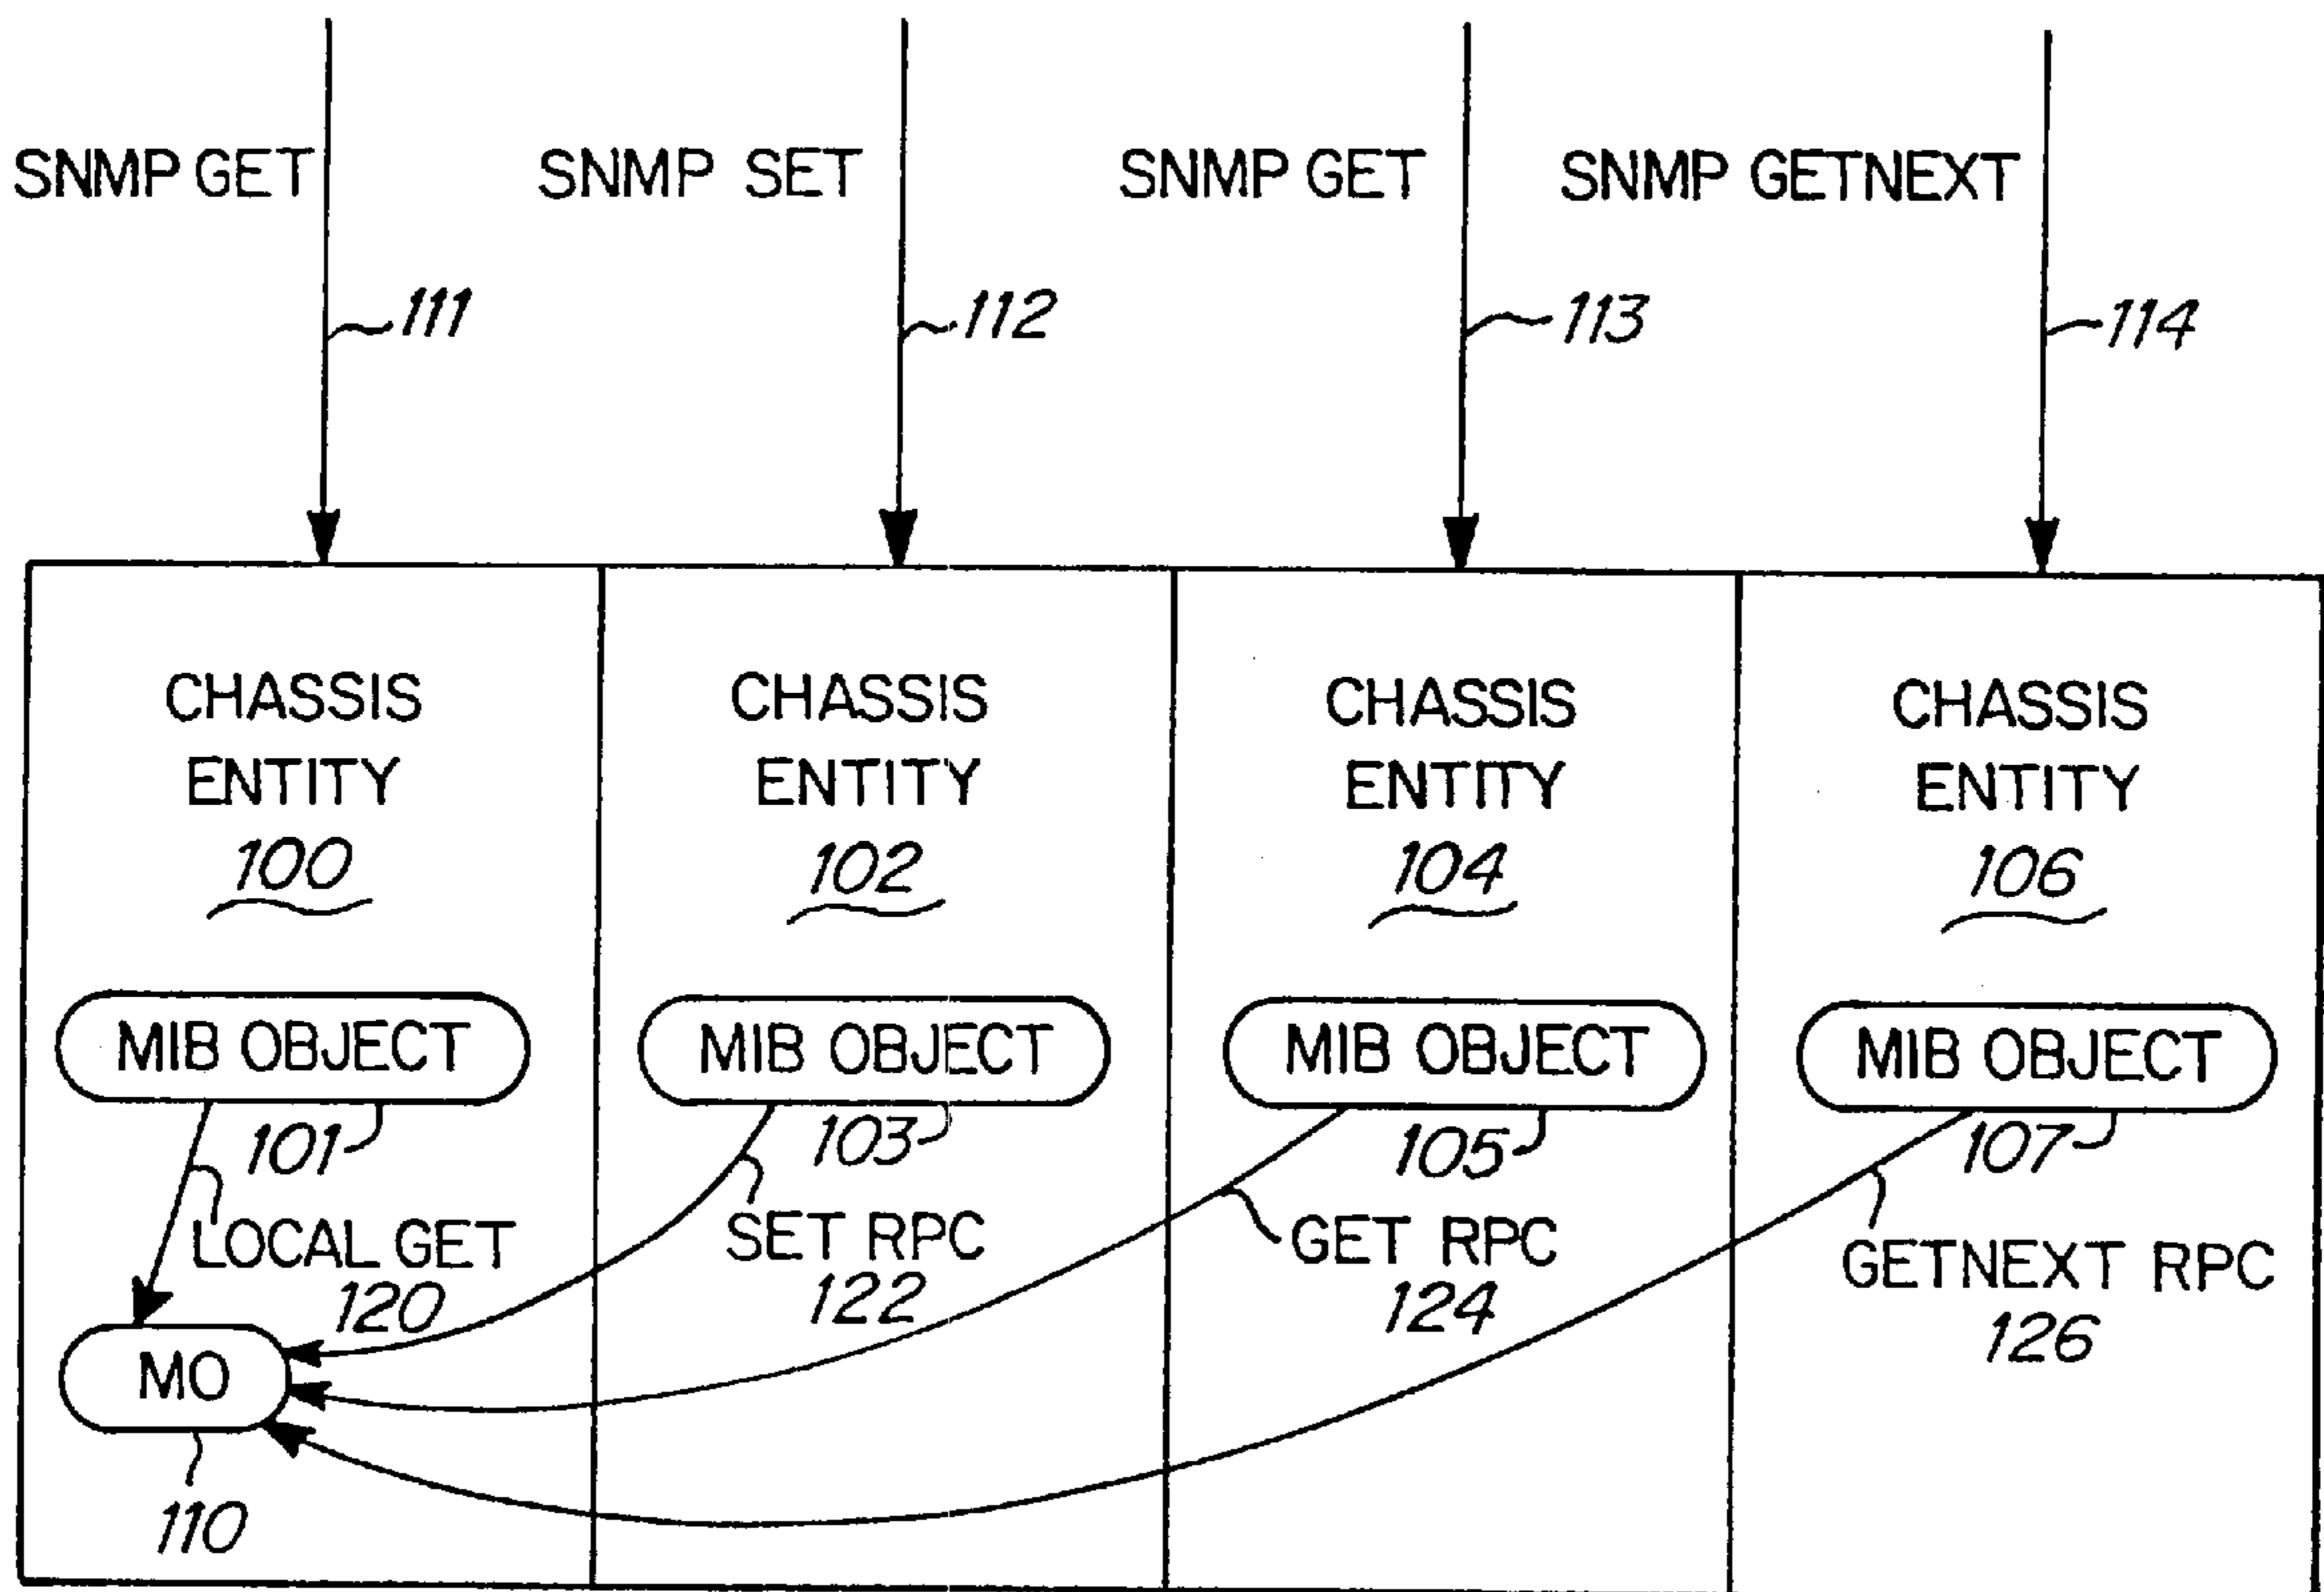 SNMP GET
SNMP SET
SNMP GET
SNMP GETNEXT
111
112
113
114
CHASSIS
ENTITY
100
CHASSIS
ENTITY
102
CHASSIS
ENTITY
104
CHASSIS
ENTITY
106
MIB OBJECT
MIB OBJECT
MIB OBJECT
MIB OBJECT
101
103
105
107
LOCAL GET
120
SET RPC
122
GET RPC
124
GETNEXT RPC
126
MO
110